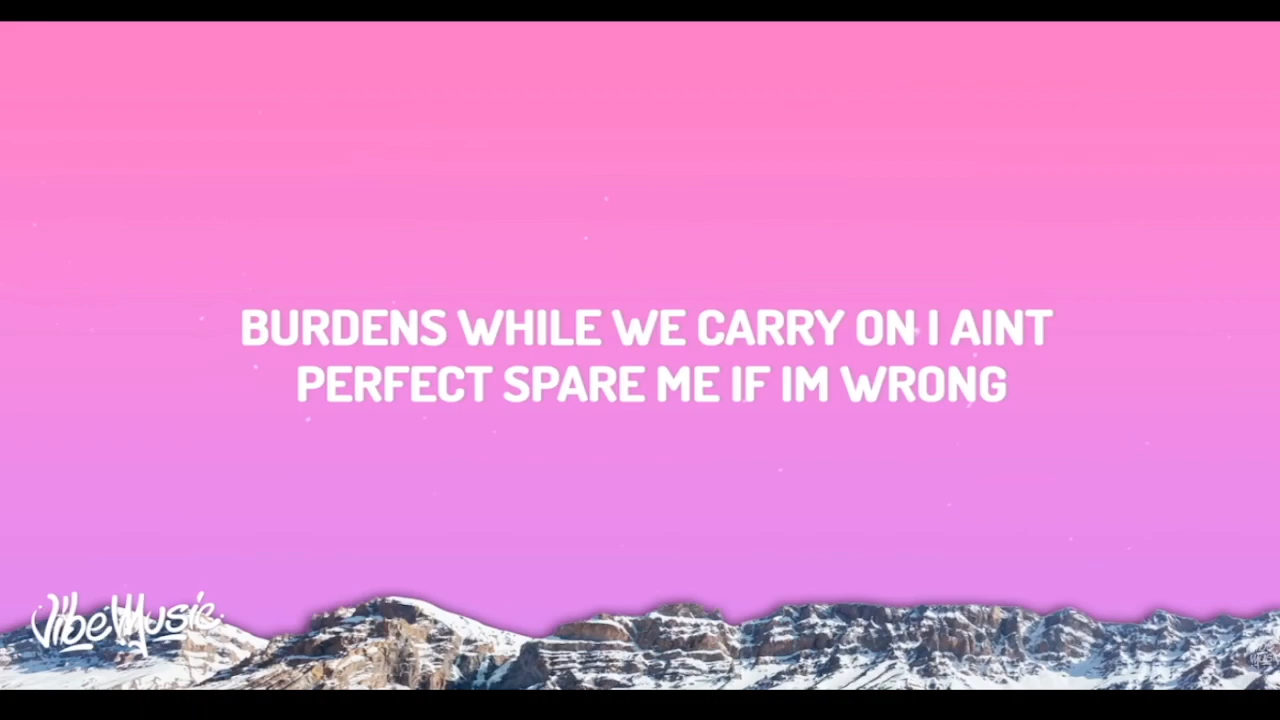 BURDENS WHILE WE CARRY ON I AINT
PERFECT SPARE ME IF IM WRONG
VibeMusic